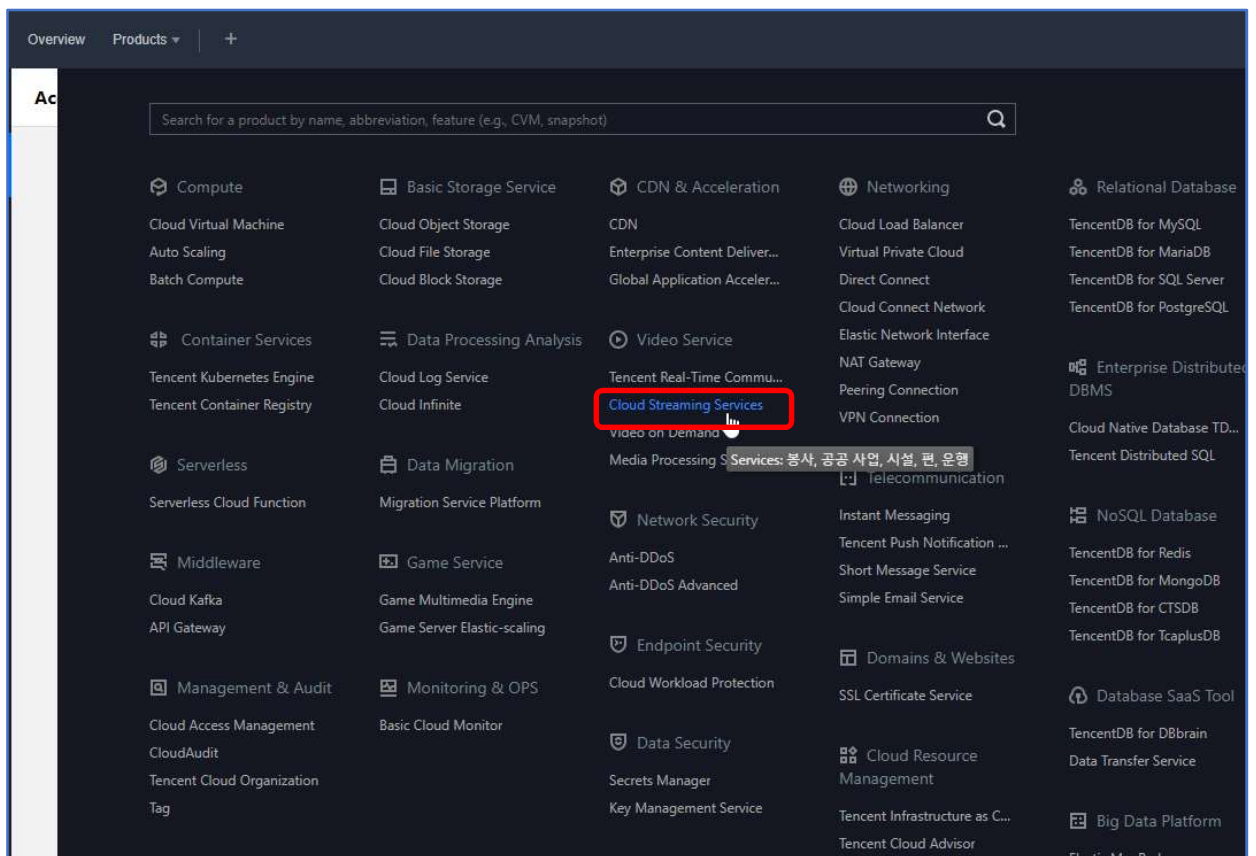 Overview Products +
Ac
Search for a product by name, abbreviation, feature (e.g., CVM, snapshot)
Compute
Cloud Virtual Machine
Auto Scaling
Batch Compute
Container Services
Tencent Kubernetes Engine
Tencent Container Registry
Serverless
Serverless Cloud Function
Middleware
Cloud Kafka
API Gateway
Management & Audit
Cloud Access Management
CloudAudit
Tencent Cloud Organization
Tag
Basic Storage Service
Cloud Object Storage
Cloud File Storage
Cloud Block Storage
Data Processing Analysis
Cloud Log Service
Cloud Infinite
Data Migration
Migration Service Platform
Game Service
Game Multimedia Engine
Game Server Elastic-scaling
Monitoring & OPS
Basic Cloud Monitor
CDN & Acceleration
CDN
Enterprise Content Deliver...
Global Application Acceler...
Video Service
Tencent Real-Time Commu...
Cloud Streaming Services
Video on Demand
Media Processing S
Services: 봉사, 공공 사업, 시설, 편, 운행
Network Security
Anti-DDoS
Anti-DDoS Advanced
Endpoint Security
Cloud Workload Protection
Data Security
Secrets Manager
Key Management Service
Networking
Cloud Load Balancer
Virtual Private Cloud
Direct Connect
Cloud Connect Network
Elastic Network Interface
NAT Gateway
Peering Connection
VPN Connection
Telecommunication
Instant Messaging
Tencent Push Notification ...
Short Message Service
Simple Email Service
Domains & Websites
SSL Certificate Service
Cloud Resource
Management
Tencent Infrastructure as C...
Tencent Cloud Advisor
Relational Database
TencentDB for MySQL
TencentDB for MariaDB
TencentDB for SQL Server
TencentDB for PostgreSQL
Enterprise Distributed
DBMS
Cloud Native Database TD...
Tencent Distributed SQL
NoSQL Database
TencentDB for Redis
TencentDB for MongoDB
TencentDB for CTSDB
TencentDB for TcaplusDB
Database SaaS Tool
TencentDB for DBbrain
Data Transfer Service
Big Data Platform